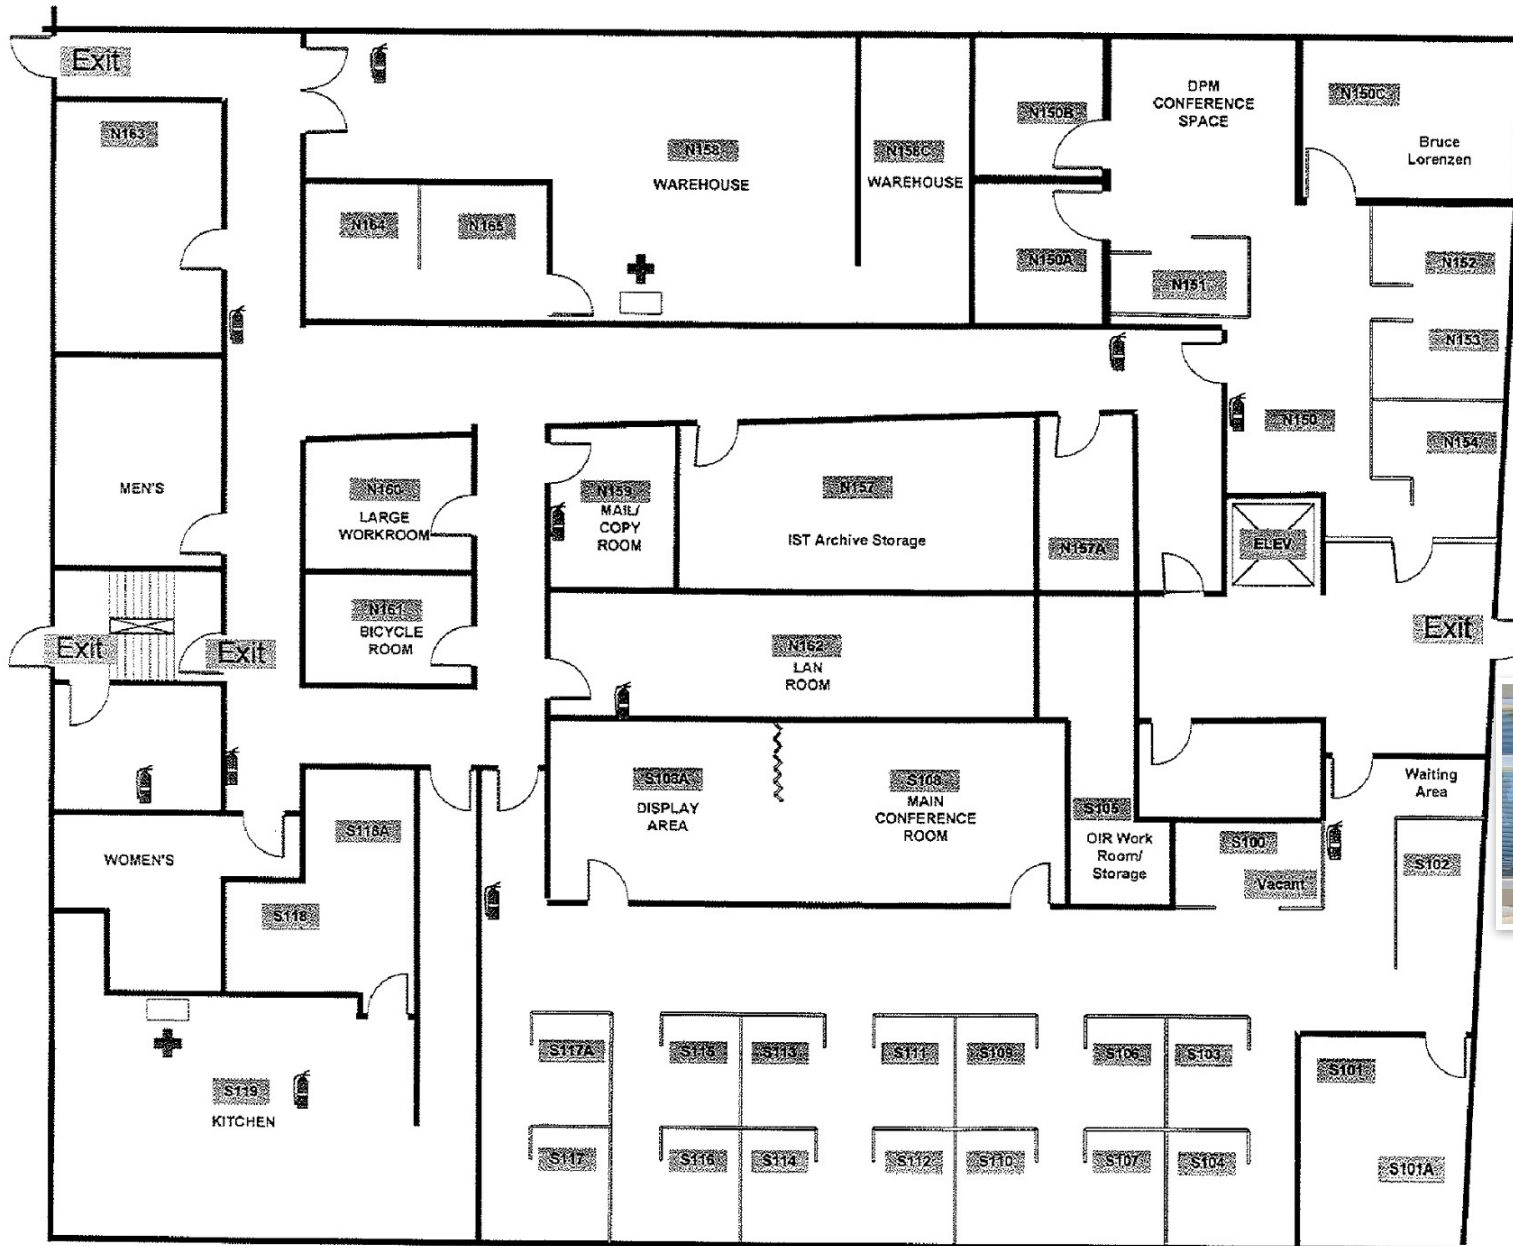 Exit
N163
N158
WAREHOUSE
N158C
WAREHOUSE
N150B
DPM
CONFERENCE
SPACE
N150C
Bruce
Lorenzen
N164
N165
N150A
N151
N152
N153
N150
N154
MEN'S
N160
LARGE
WORKROOM
N159
MAIL/
COPY
ROOM
N157
IST Archive Storage
N157A
ELEV
N161
BICYCLE
ROOM
Exit
Exit
N162
LAN
ROOM
Exit
S108A
DISPLAY
AREA
S108
MAIN
CONFERENCE
ROOM
S105
OIR Work
Room/
Storage
Waiting
Area
S100
Vacant
S102
WOMEN'S
S118A
S118
S119
KITCHEN
S117A
S115
S113
S111
S109
S106
S103
S101
S117
S116
S114
S112
S110
S107
S104
S101A